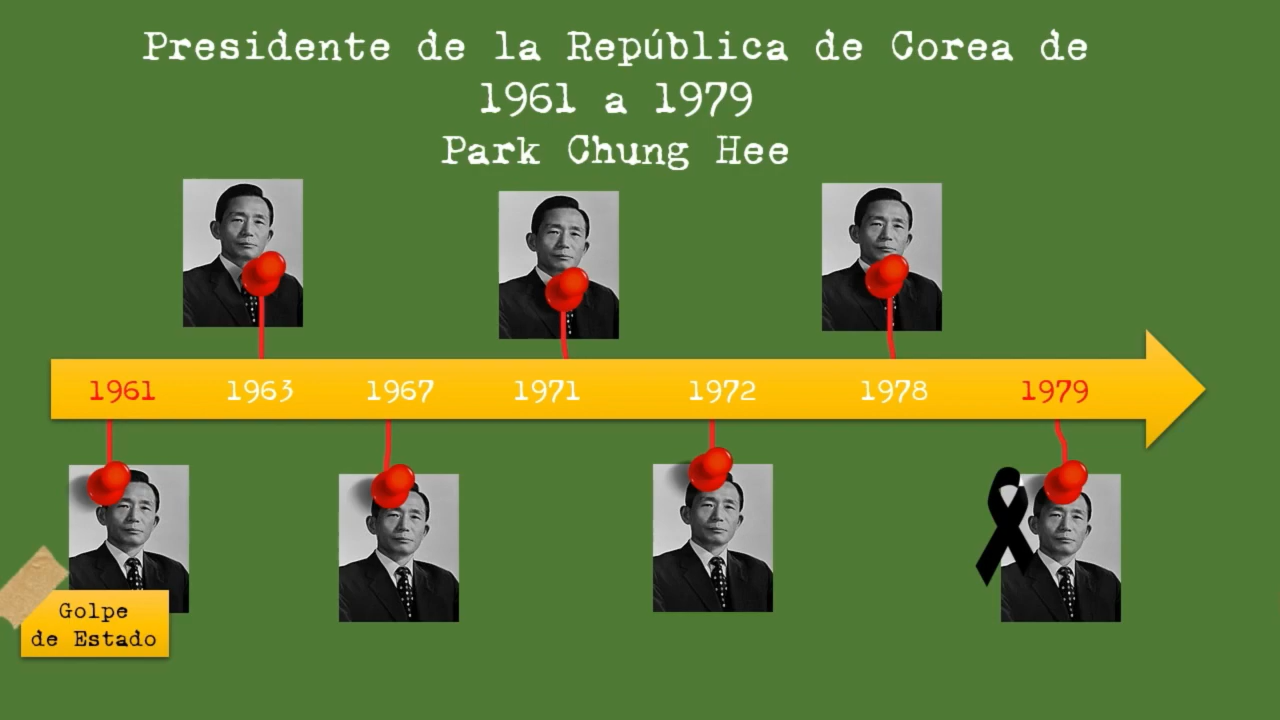 Presidente de la República de Corea de
1961 a 1979
Park Chung Hee
1961 1963 1967 1971 1972 1978 1979
Golpe
de Estado